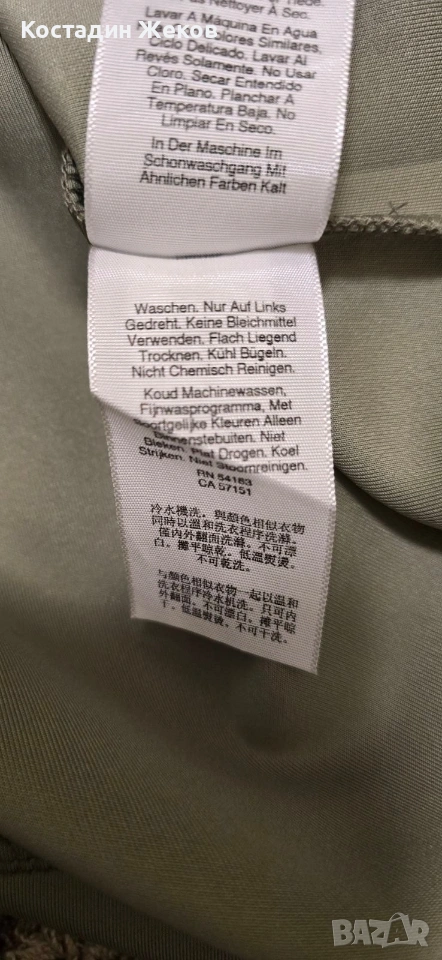 Костадин Жеков
Nettoyer À Sec.
Lavar A Máquina En Agua
Colores Similares.
Ciclo Delicado. Lavar Al
Revés Solamente. No Usar
Cloro. Secar Extendido
En Plano. Planchar A
Temperatura Baja. No
Limpiar En Seco.
In Der Maschine Im
Schonwaschgang Mit
Ähnlichen Farben Kalt
Waschen. Nur Auf Links
Gedreht. Keine Bleichmittel
Verwenden. Flach Liegend
Trocknen. Kühl Bügeln.
Nicht Chemisch Reinigen.
Koud Machinewassen,
Fijnwasprogramma, Met
Soortgelijke Kleuren Alleen
Binnenstebuiten. Niet
Bleken. Plat Drogen. Koel
Strijken. Niet Stoomreinigen.
RN 54163
CA 57151
冷水機洗，與顏色相似衣物
同時以溫和洗衣程序洗滌。
僅內外翻面洗滌。不可漂
白。攤平晾乾。低溫熨燙。
不可乾洗。
与颜色相似衣物一起以温和
洗衣程序冷水机洗。只可内
外翻面。不可漂白。摊平晾
干。低温熨烫。不可干洗。
BAZAR